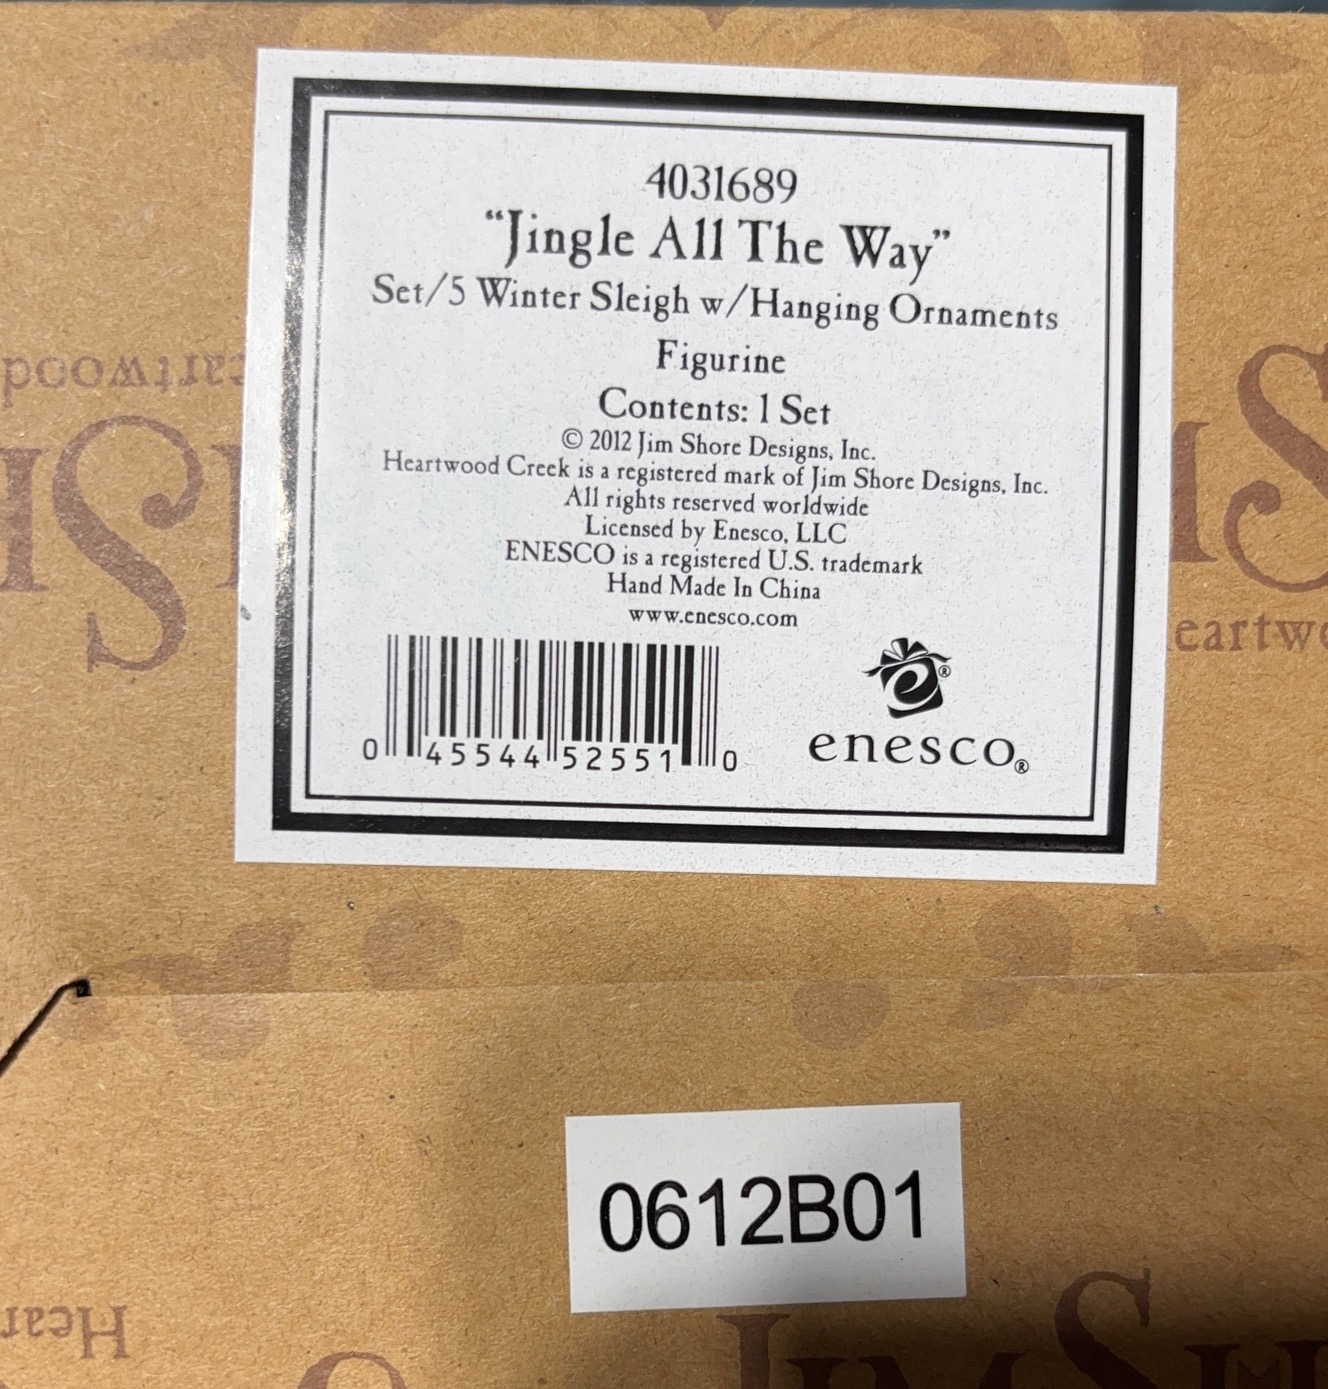 4031689
“Jingle All The Way”
Set/5 Winter Sleigh w/Hanging Ornaments
Figurine
Contents: 1 Set
© 2012 Jim Shore Designs, Inc.
Heartwood Creek is a registered mark of Jim Shore Designs, Inc.
All rights reserved worldwide
Licensed by Enesco, LLC
ENESCO is a registered U.S. trademark
Hand Made In China
www.enesco.com
0 45544 52551 0
enesco®
0612B01